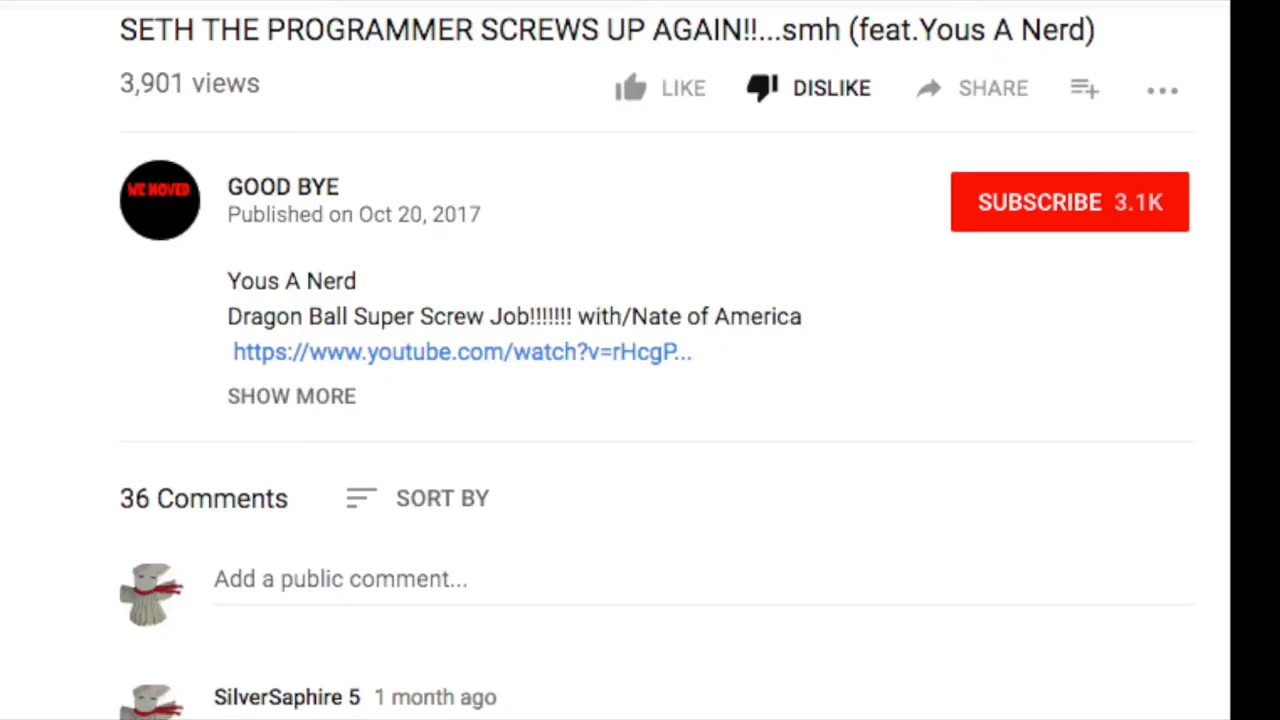 SETH THE PROGRAMMER SCREWS UP AGAIN!!...smh (feat.Yous A Nerd)
3,901 views
LIKE
DISLIKE
SHARE
WE MOVED
GOOD BYE
Published on Oct 20, 2017
SUBSCRIBE 3.1K
Yous A Nerd
Dragon Ball Super Screw Job!!!!!!! with/Nate of America
https://www.youtube.com/watch?v=rHcgP...
SHOW MORE
36 Comments
SORT BY
Add a public comment...
SilverSaphire 5 1 month ago